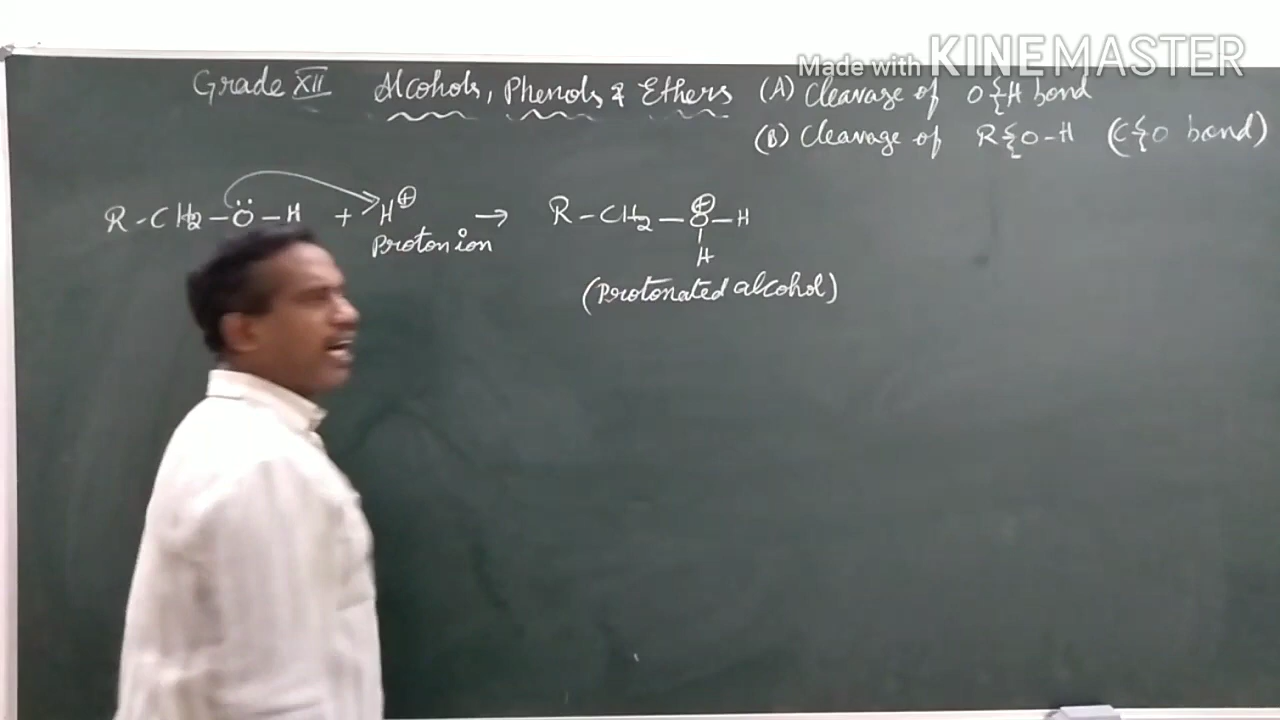 Made with KINEMASTER
Grade XII Alcohols, Phenols & Ethers (A) Cleavage of O{H bond
(B) Cleavage of R{O-H (C{O bond)
R-CH₂-Ö-H + H⊕ → R-CH₂-O⊕-H
H
Proton ion
(Protonated alcohol)